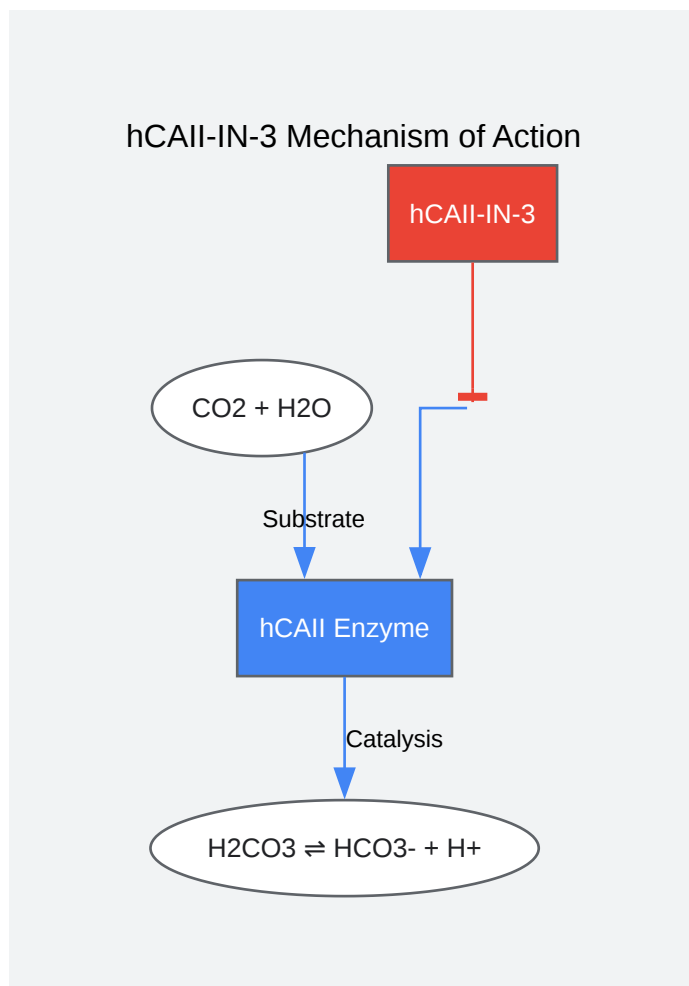 hCAII-IN-3 Mechanism of Action
hCAII-IN-3
CO2 + H2O
Substrate
hCAII Enzyme
Catalysis
H2CO3 ⇌ HCO3- + H+